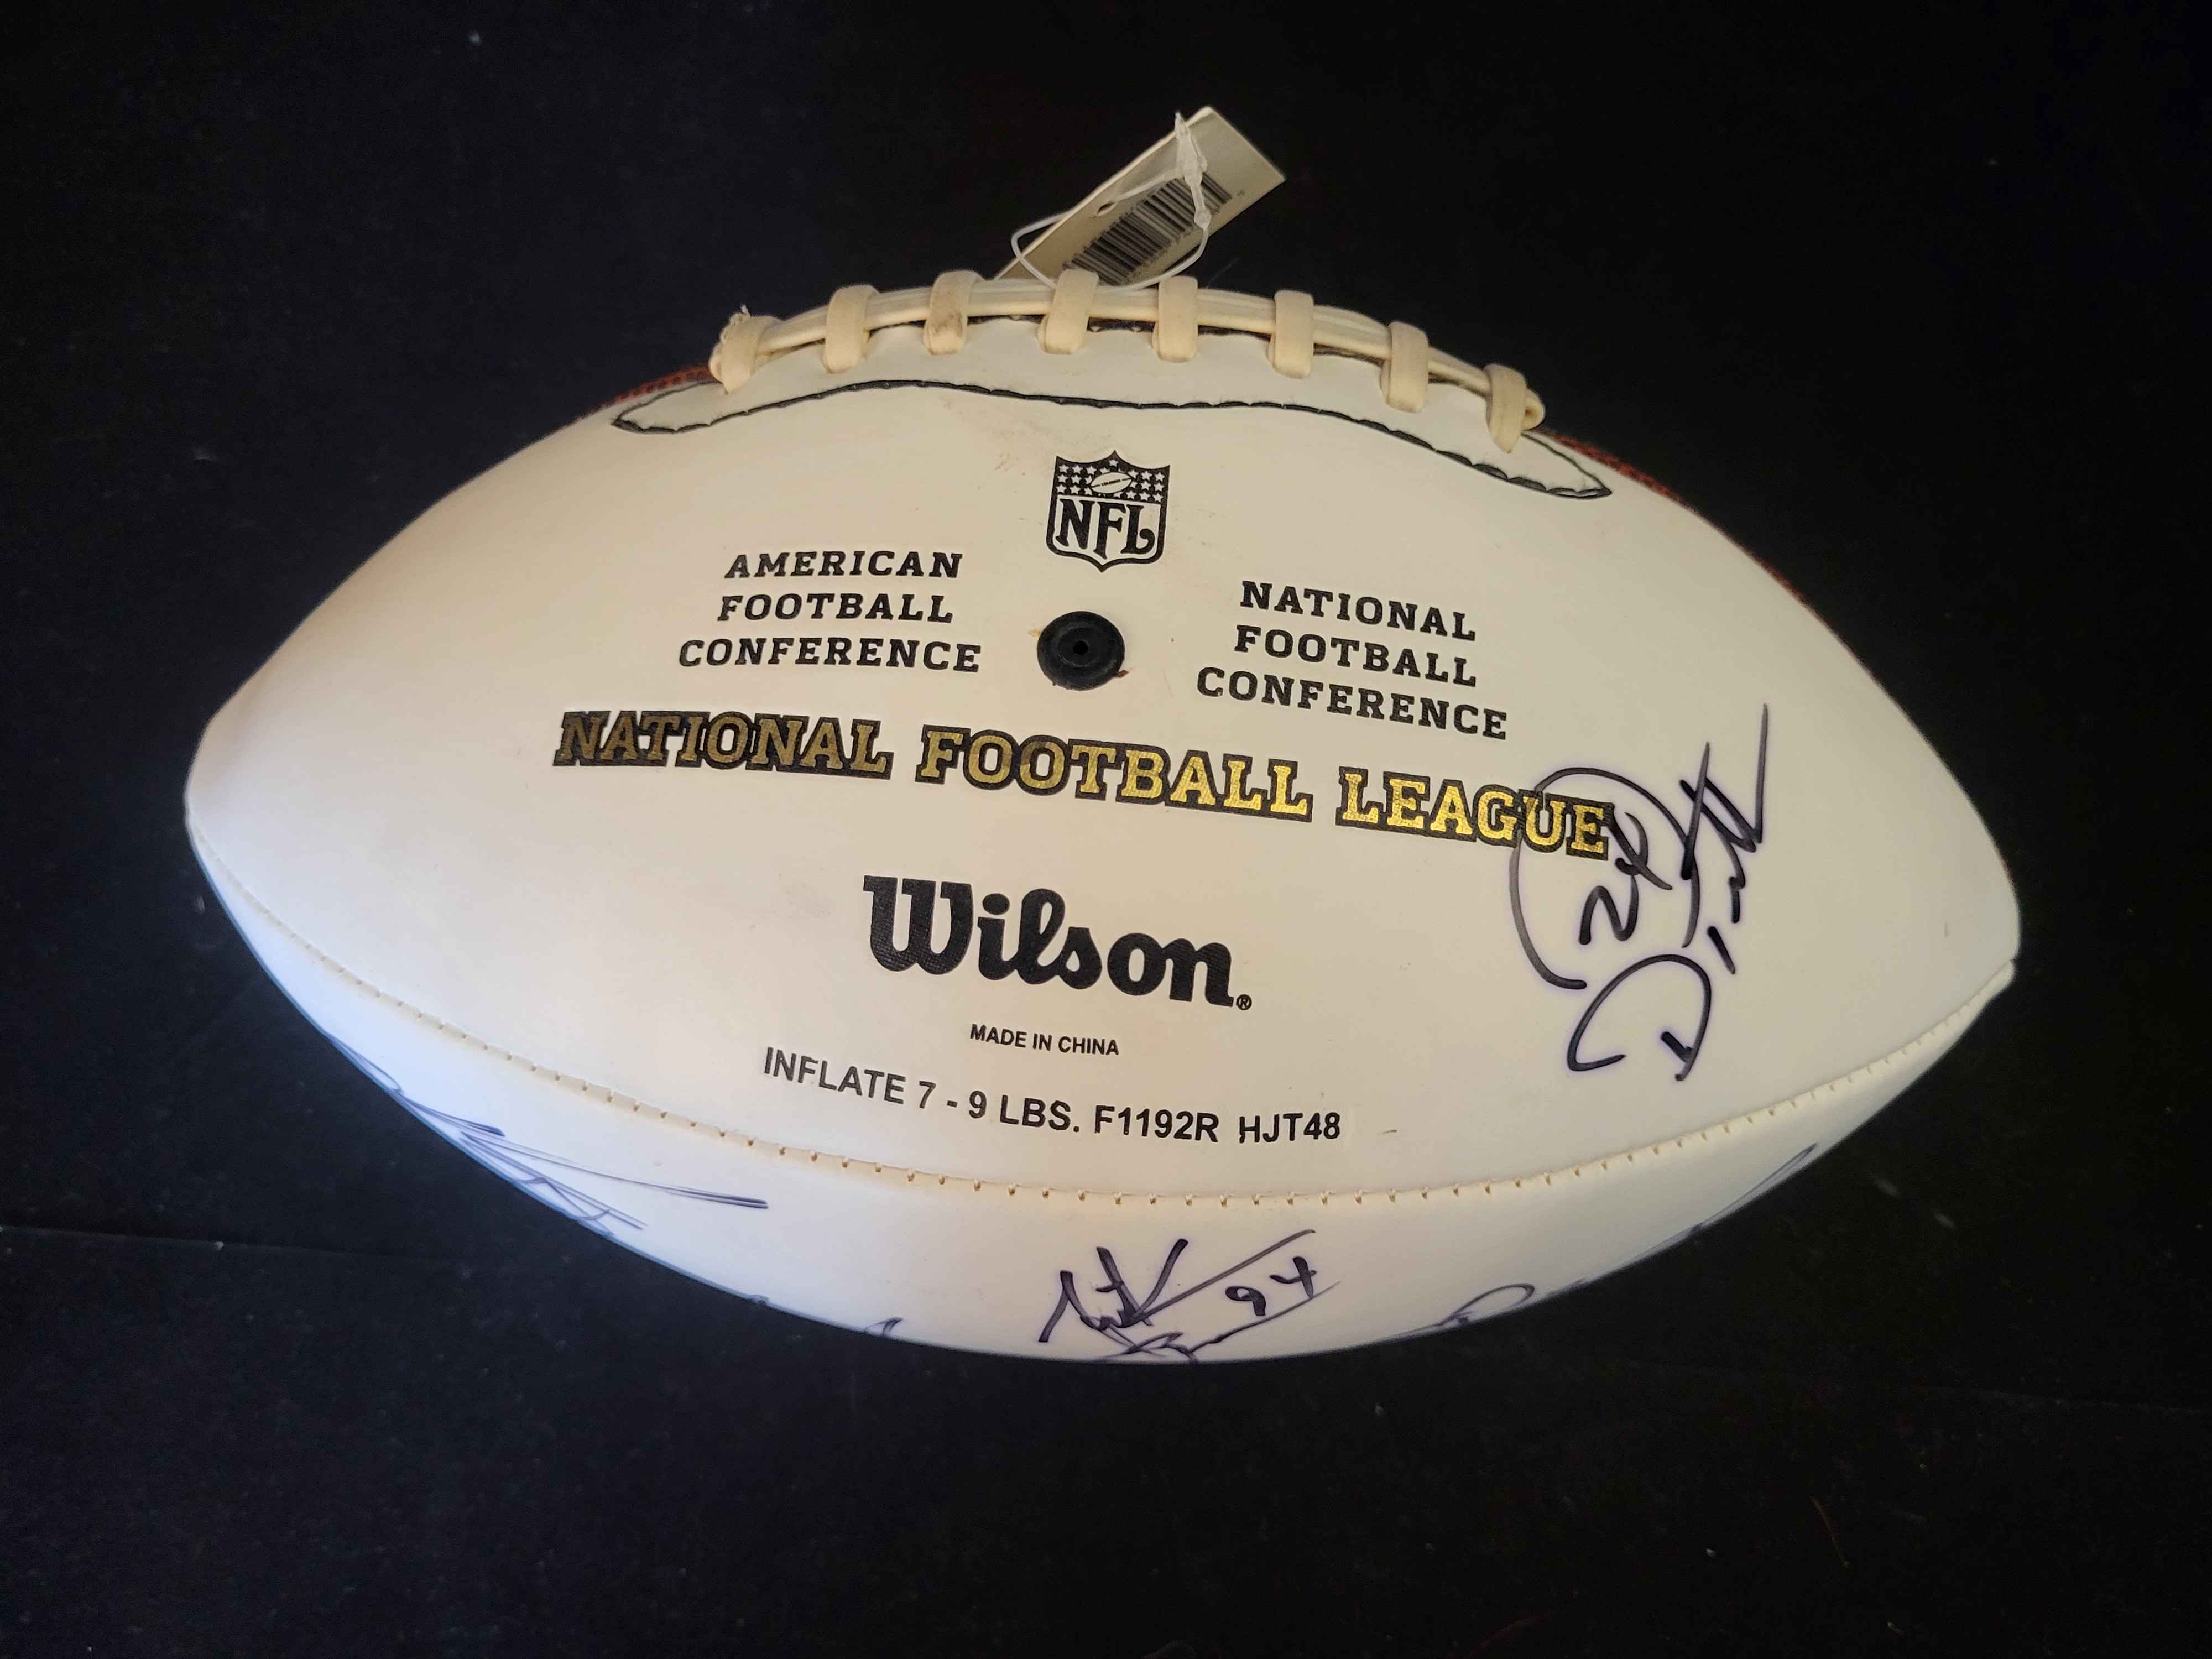 NFL
AMERICAN
FOOTBALL
CONFERENCE
NATIONAL
FOOTBALL
CONFERENCE
NATIONAL FOOTBALL LEAGUE
Wilson®
MADE IN CHINA
INFLATE 7 - 9 LBS. F1192R HJT48
24
94